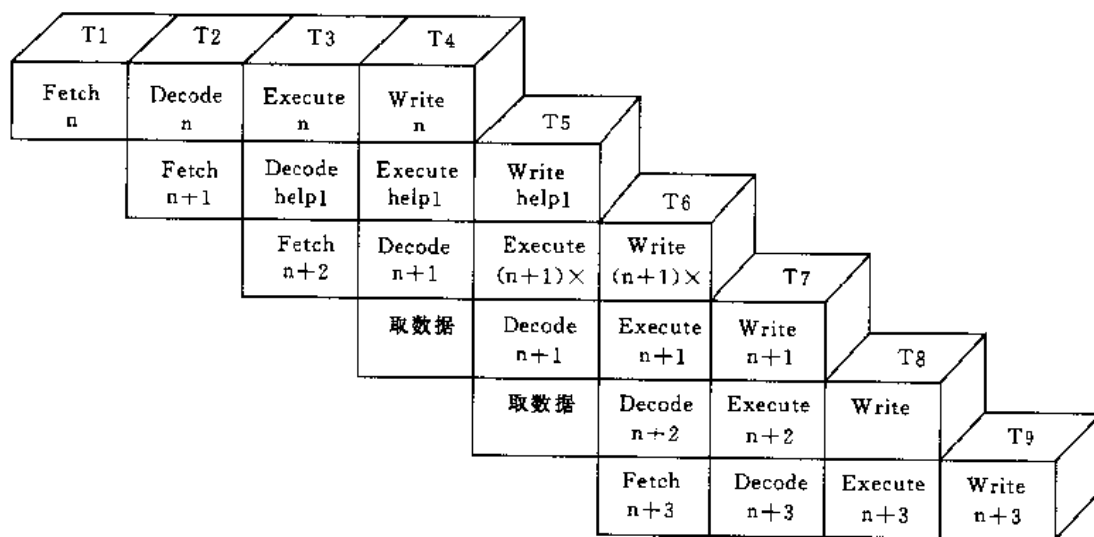 T1 T2 T3 T4
Fetch Decode Execute Write
n n n n
T5
Fetch Decode Execute Write
n+1 help1 help1 help1
T6
Fetch Decode Execute Write
n+2 n+1 (n+1)× (n+1)×
T7
取数据 Decode Execute Write
n+1 n+1 n+1
T8
取数据 Decode Execute Write
n+2 n+2
T9
Fetch Decode Execute Write
n+3 n+3 n+3 n+3